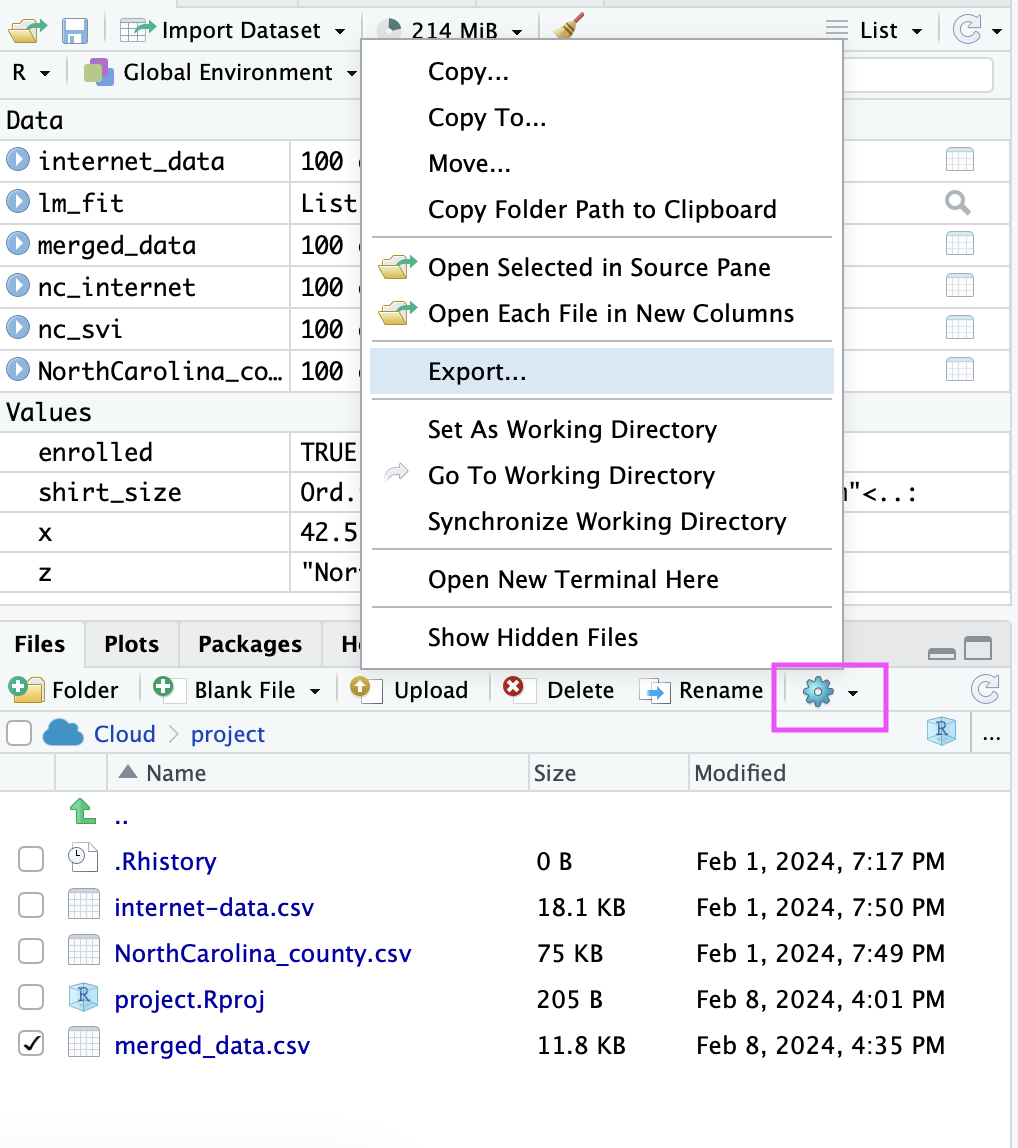 Import Dataset 214 MiB List
R Global Environment
Copy...
Copy To...
Move...
Copy Folder Path to Clipboard
Open Selected in Source Pane
Open Each File in New Columns
Export...
Set As Working Directory
Go To Working Directory
Synchronize Working Directory
Open New Terminal Here
Show Hidden Files
Data
internet_data 100
lm_fit List
merged_data 100
nc_internet 100
nc_svi 100
NorthCarolina_co… 100
Values
enrolled TRUE
shirt_size Ord. "<..:
x 42.5
z "Nor
Files Plots Packages
Folder Blank File Upload Delete Rename
Cloud project R ...
Name Size Modified
..
.Rhistory 0 B Feb 1, 2024, 7:17 PM
internet-data.csv 18.1 KB Feb 1, 2024, 7:50 PM
NorthCarolina_county.csv 75 KB Feb 1, 2024, 7:49 PM
R project.Rproj 205 B Feb 8, 2024, 4:01 PM
merged_data.csv 11.8 KB Feb 8, 2024, 4:35 PM